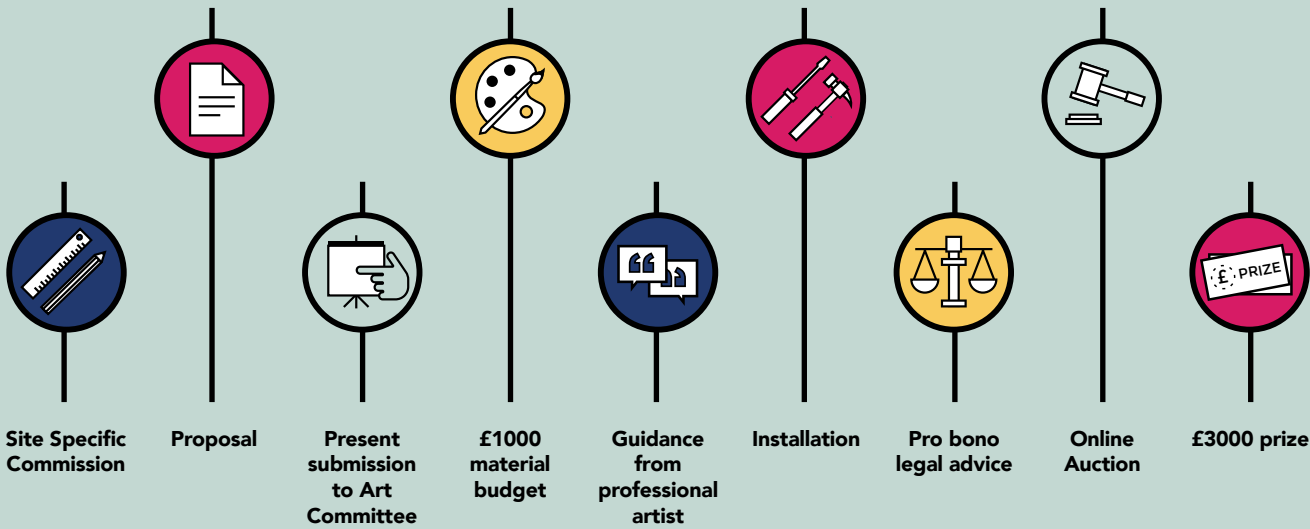 £ PRIZE
Site Specific
Commission
Proposal
Present
submission
to Art
Committee
£1000
material
budget
Guidance
from
professional
artist
Installation
Pro bono
legal advice
Online
Auction
£3000 prize